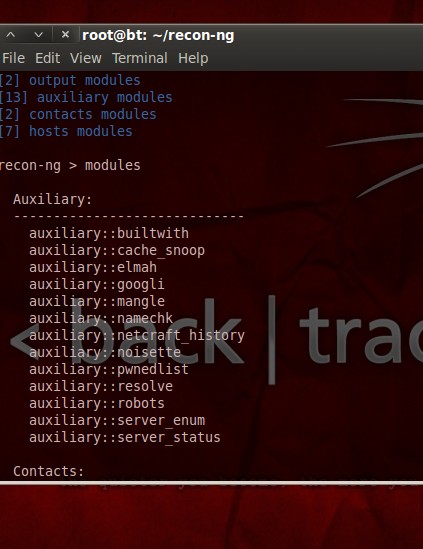 root@bt: ~/recon-ng
File Edit View Terminal Help
[2] output modules
[13] auxiliary modules
[2] contacts modules
[7] hosts modules
recon-ng > modules
Auxiliary:
----------------------------
auxiliary::builtwith
auxiliary::cache_snoop
auxiliary::elmah
auxiliary::googli
auxiliary::mangle
auxiliary::namechk
auxiliary::netcraft_history
auxiliary::noisette
auxiliary::pwnedlist
auxiliary::resolve
auxiliary::robots
auxiliary::server_enum
auxiliary::server_status
Contacts:
< back | trac